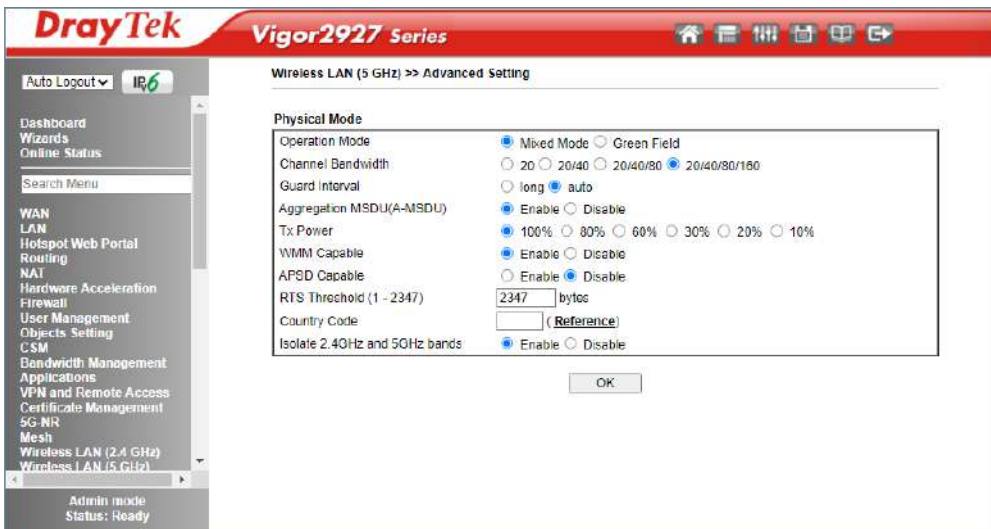 DrayTek
Vigor2927 Series
Auto Logout
IPv6
Wireless LAN (5 GHz) >> Advanced Setting
Dashboard
Wizards
Online Status
Search Menu
WAN
LAN
Hotspot Web Portal
Routing
NAT
Hardware Acceleration
Firewall
User Management
Objects Setting
CSM
Bandwidth Management
Applications
VPN and Remote Access
Certificate Management
5G-NR
Mesh
Wireless LAN (2.4 GHz)
Wireless LAN (5 GHz)
Admin mode
Status: Ready
Physical Mode
Operation Mode Mixed Mode Green Field
Channel Bandwidth 20 20/40 20/40/80 20/40/80/160
Guard Interval long auto
Aggregation MSDU(A-MSDU) Enable Disable
Tx Power 100% 80% 60% 30% 20% 10%
WMM Capable Enable Disable
APSD Capable Enable Disable
RTS Threshold (1 - 2347) 2347 bytes
Country Code (Reference)
Isolate 2.4GHz and 5GHz bands Enable Disable
OK